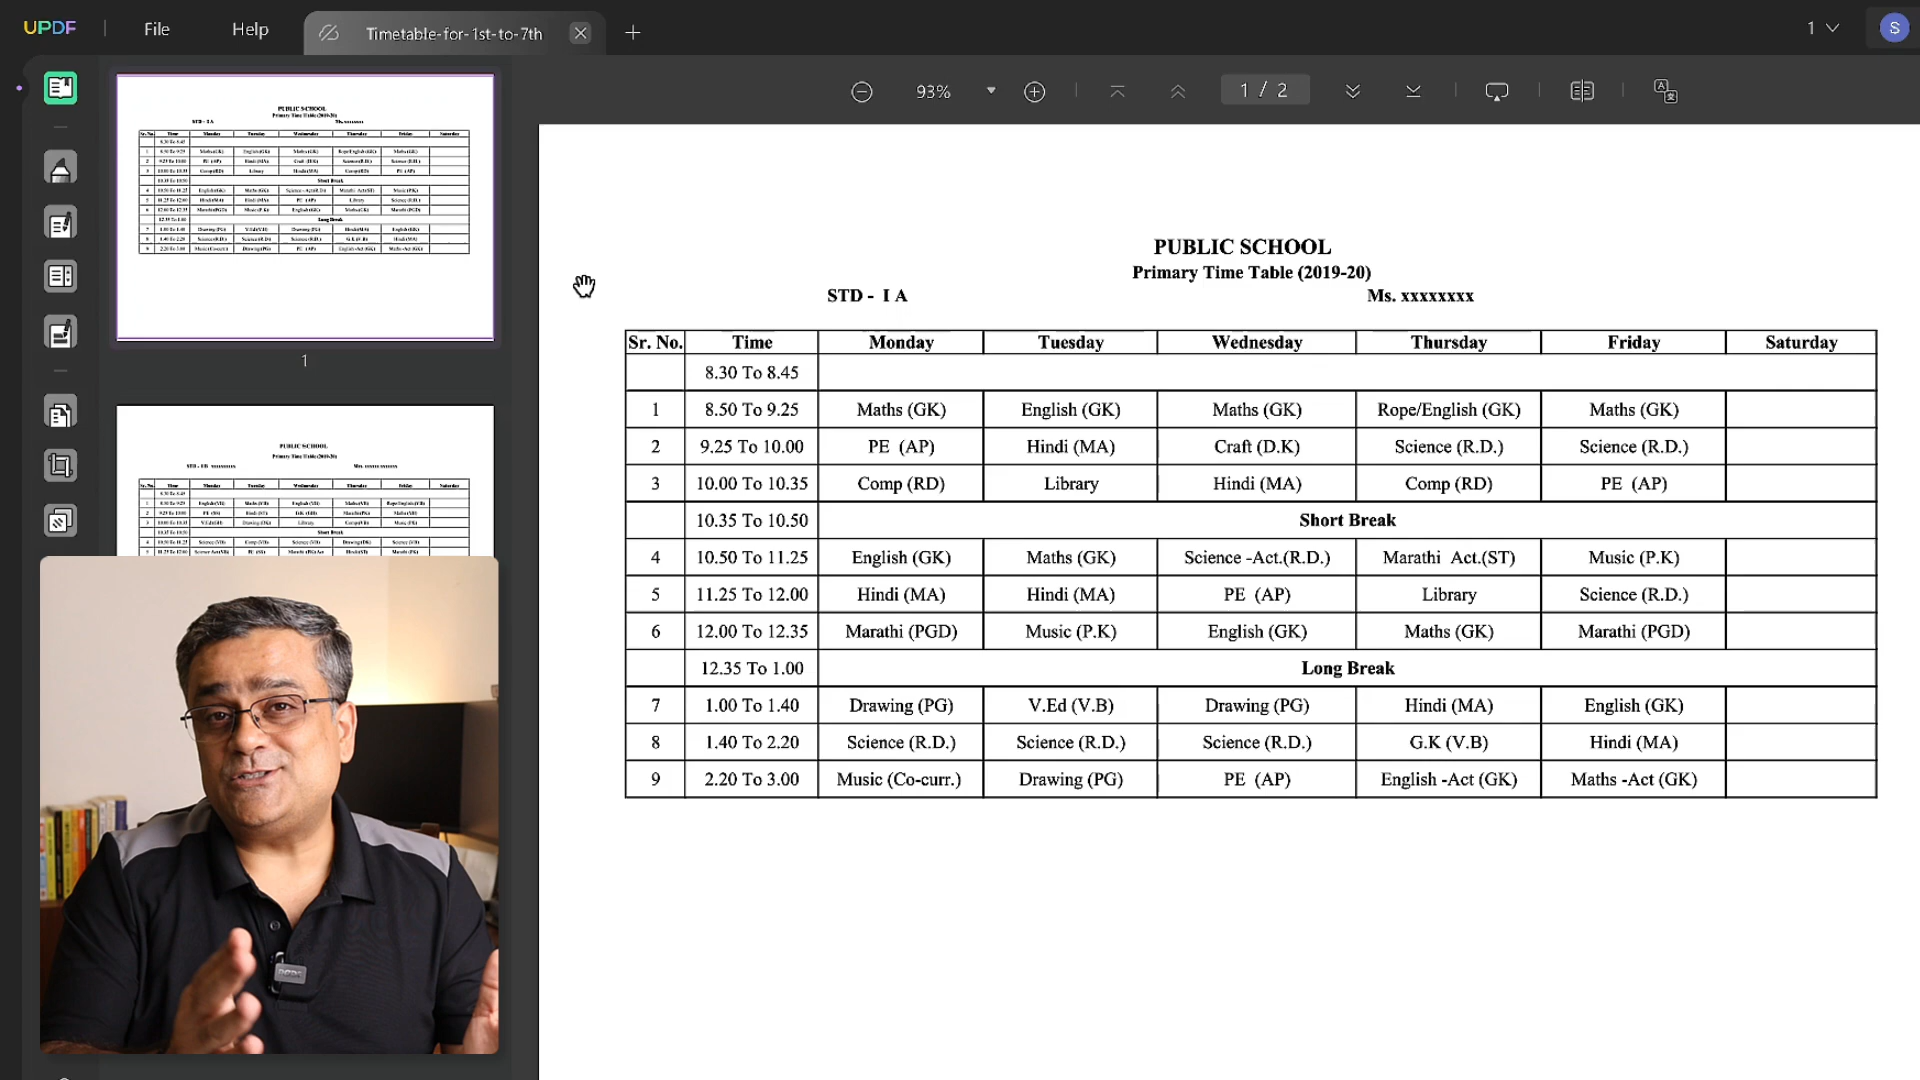 UPDF File Help Timetable-for-1st-to-7th 1 S
93% 1 / 2
PUBLIC SCHOOL
Primary Time Table (2019-20)
STD - I A Ms. xxxxxxxx
Sr. No. Time Monday Tuesday Wednesday Thursday Friday Saturday
8.30 To 8.45
1 8.50 To 9.25 Maths (GK) English (GK) Maths (GK) Rope/English (GK) Maths (GK)
2 9.25 To 10.00 PE (AP) Hindi (MA) Craft (D.K) Science (R.D.) Science (R.D.)
3 10.00 To 10.35 Comp (RD) Library Hindi (MA) Comp (RD) PE (AP)
10.35 To 10.50 Short Break
4 10.50 To 11.25 English (GK) Maths (GK) Science -Act.(R.D.) Marathi Act.(ST) Music (P.K)
5 11.25 To 12.00 Hindi (MA) Hindi (MA) PE (AP) Library Science (R.D.)
6 12.00 To 12.35 Marathi (PGD) Music (P.K) English (GK) Maths (GK) Marathi (PGD)
12.35 To 1.00 Long Break
7 1.00 To 1.40 Drawing (PG) V.Ed (V.B) Drawing (PG) Hindi (MA) English (GK)
8 1.40 To 2.20 Science (R.D.) Science (R.D.) Science (R.D.) G.K (V.B) Hindi (MA)
9 2.20 To 3.00 Music (Co-curr.) Drawing (PG) PE (AP) English -Act (GK) Maths -Act (GK)
1
PUBLIC SCHOOL
Primary Time Table (2019-20)